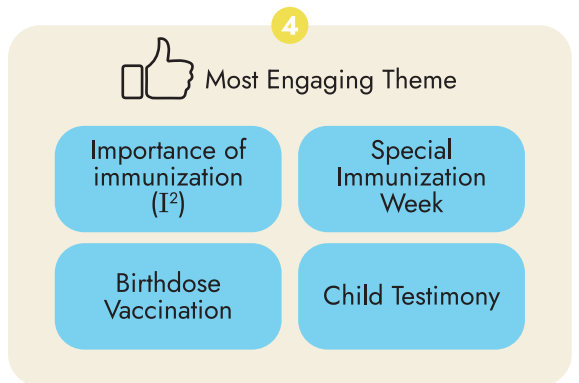 4
Most Engaging Theme
Importance of
immunization
(I²)
Special
Immunization
Week
Birthdose
Vaccination
Child Testimony